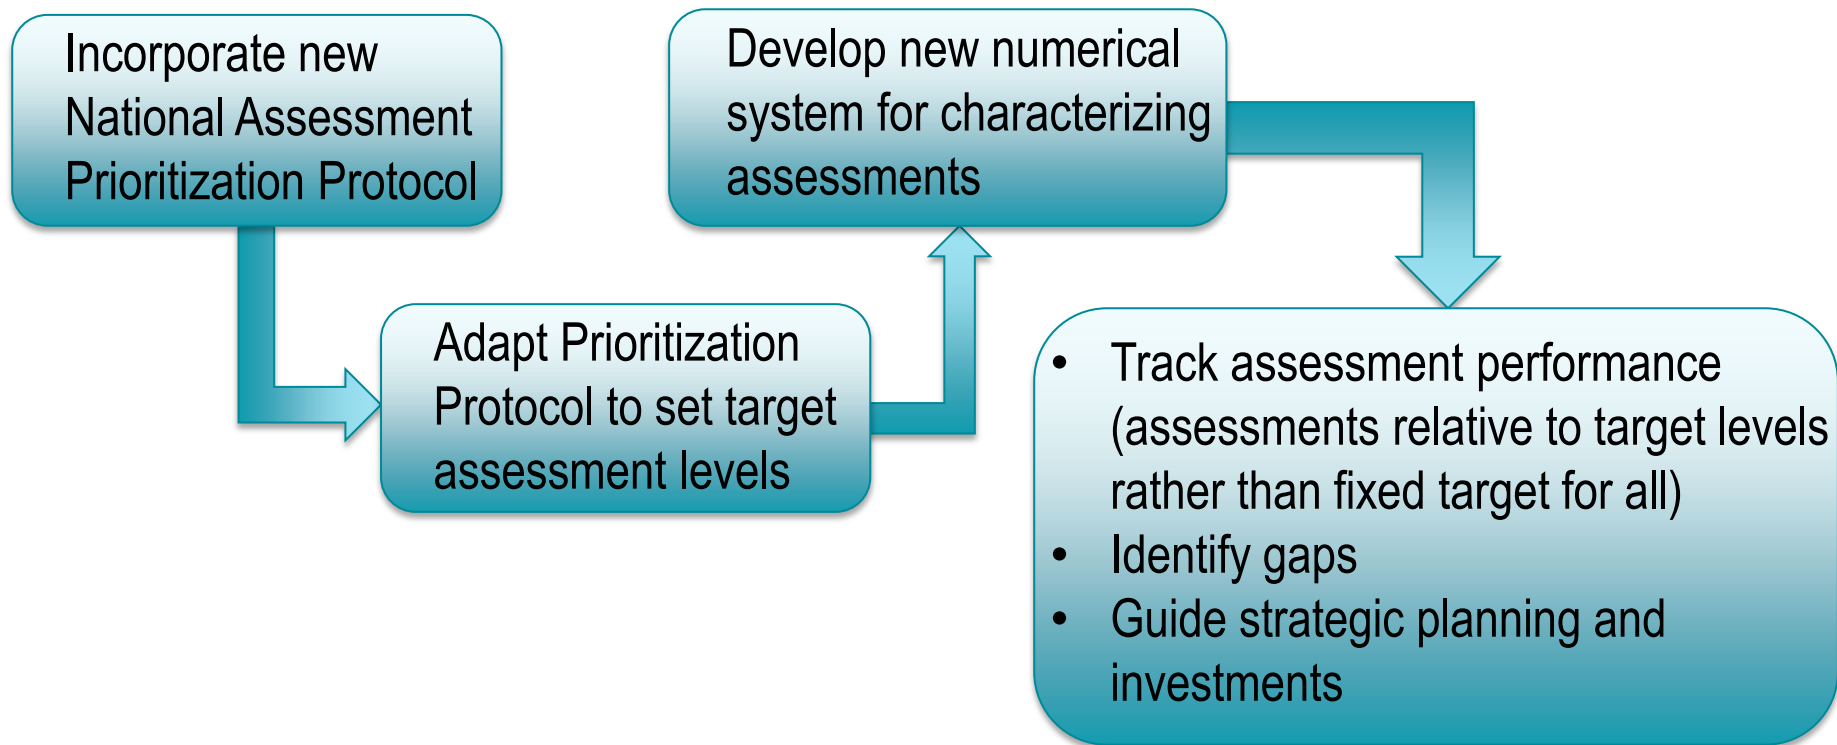 Incorporate new
National Assessment
Prioritization Protocol
Adapt Prioritization
Protocol to set target
assessment levels
Develop new numerical
system for characterizing
assessments
• Track assessment performance
(assessments relative to target levels
rather than fixed target for all)
• Identify gaps
• Guide strategic planning and
investments